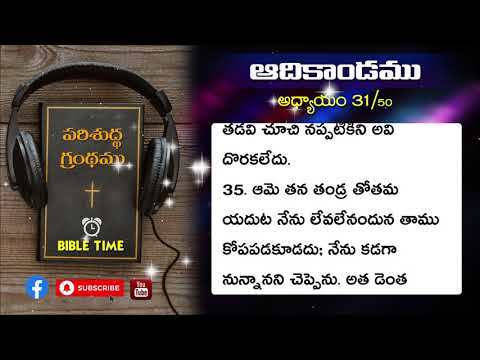 ఆదికాండము
అధ్యాయం 31/50
పరిశుద్ధ
గ్రంథము
BIBLE TIME
SUBSCRIBE
You
Tube
తడవి చూచి నప్పటికిని అవి
దొరకలేదు.
35. ఆమె తన తండ్రి తోతమ
యదుట నేను లేవలేనందున తాము
కోపపడకూడదు; నేను కడగా
నున్నానని చెప్పెను. అత డెంత